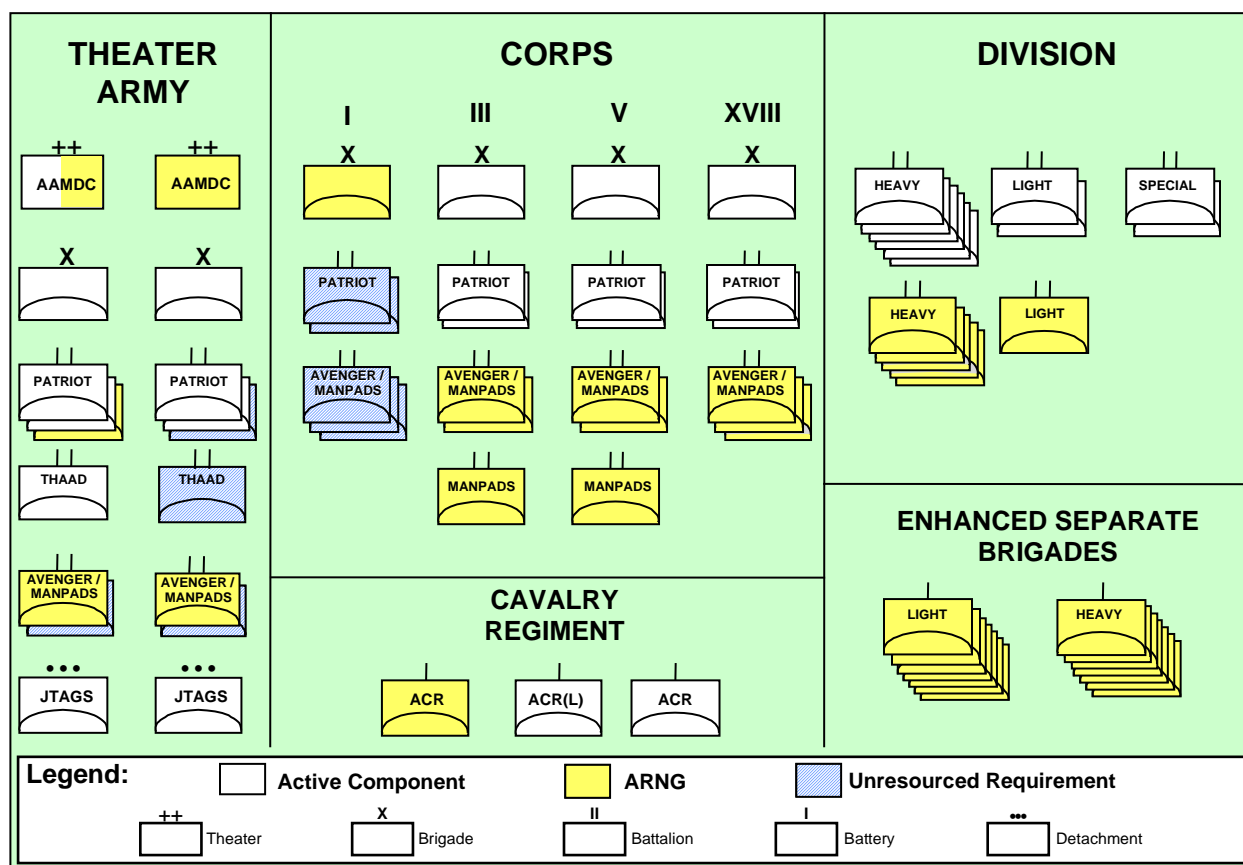 THEATER
ARMY
++
AAMDC
++
AAMDC
X
X
PATRIOT
PATRIOT
THAAD
THAAD
AVENGER /
MANPADS
AVENGER /
MANPADS
•••
JTAGS
•••
JTAGS
CORPS
I
III
V
XVIII
X
X
X
X
PATRIOT
PATRIOT
PATRIOT
PATRIOT
AVENGER /
MANPADS
AVENGER /
MANPADS
AVENGER /
MANPADS
AVENGER /
MANPADS
MANPADS
MANPADS
CAVALRY
REGIMENT
ACR
ACR(L)
ACR
DIVISION
HEAVY
LIGHT
SPECIAL
HEAVY
LIGHT
ENHANCED SEPARATE
BRIGADES
LIGHT
HEAVY
Legend:
Active Component
ARNG
Unresourced Requirement
++
Theater
X
Brigade
II
Battalion
I
Battery
•••
Detachment